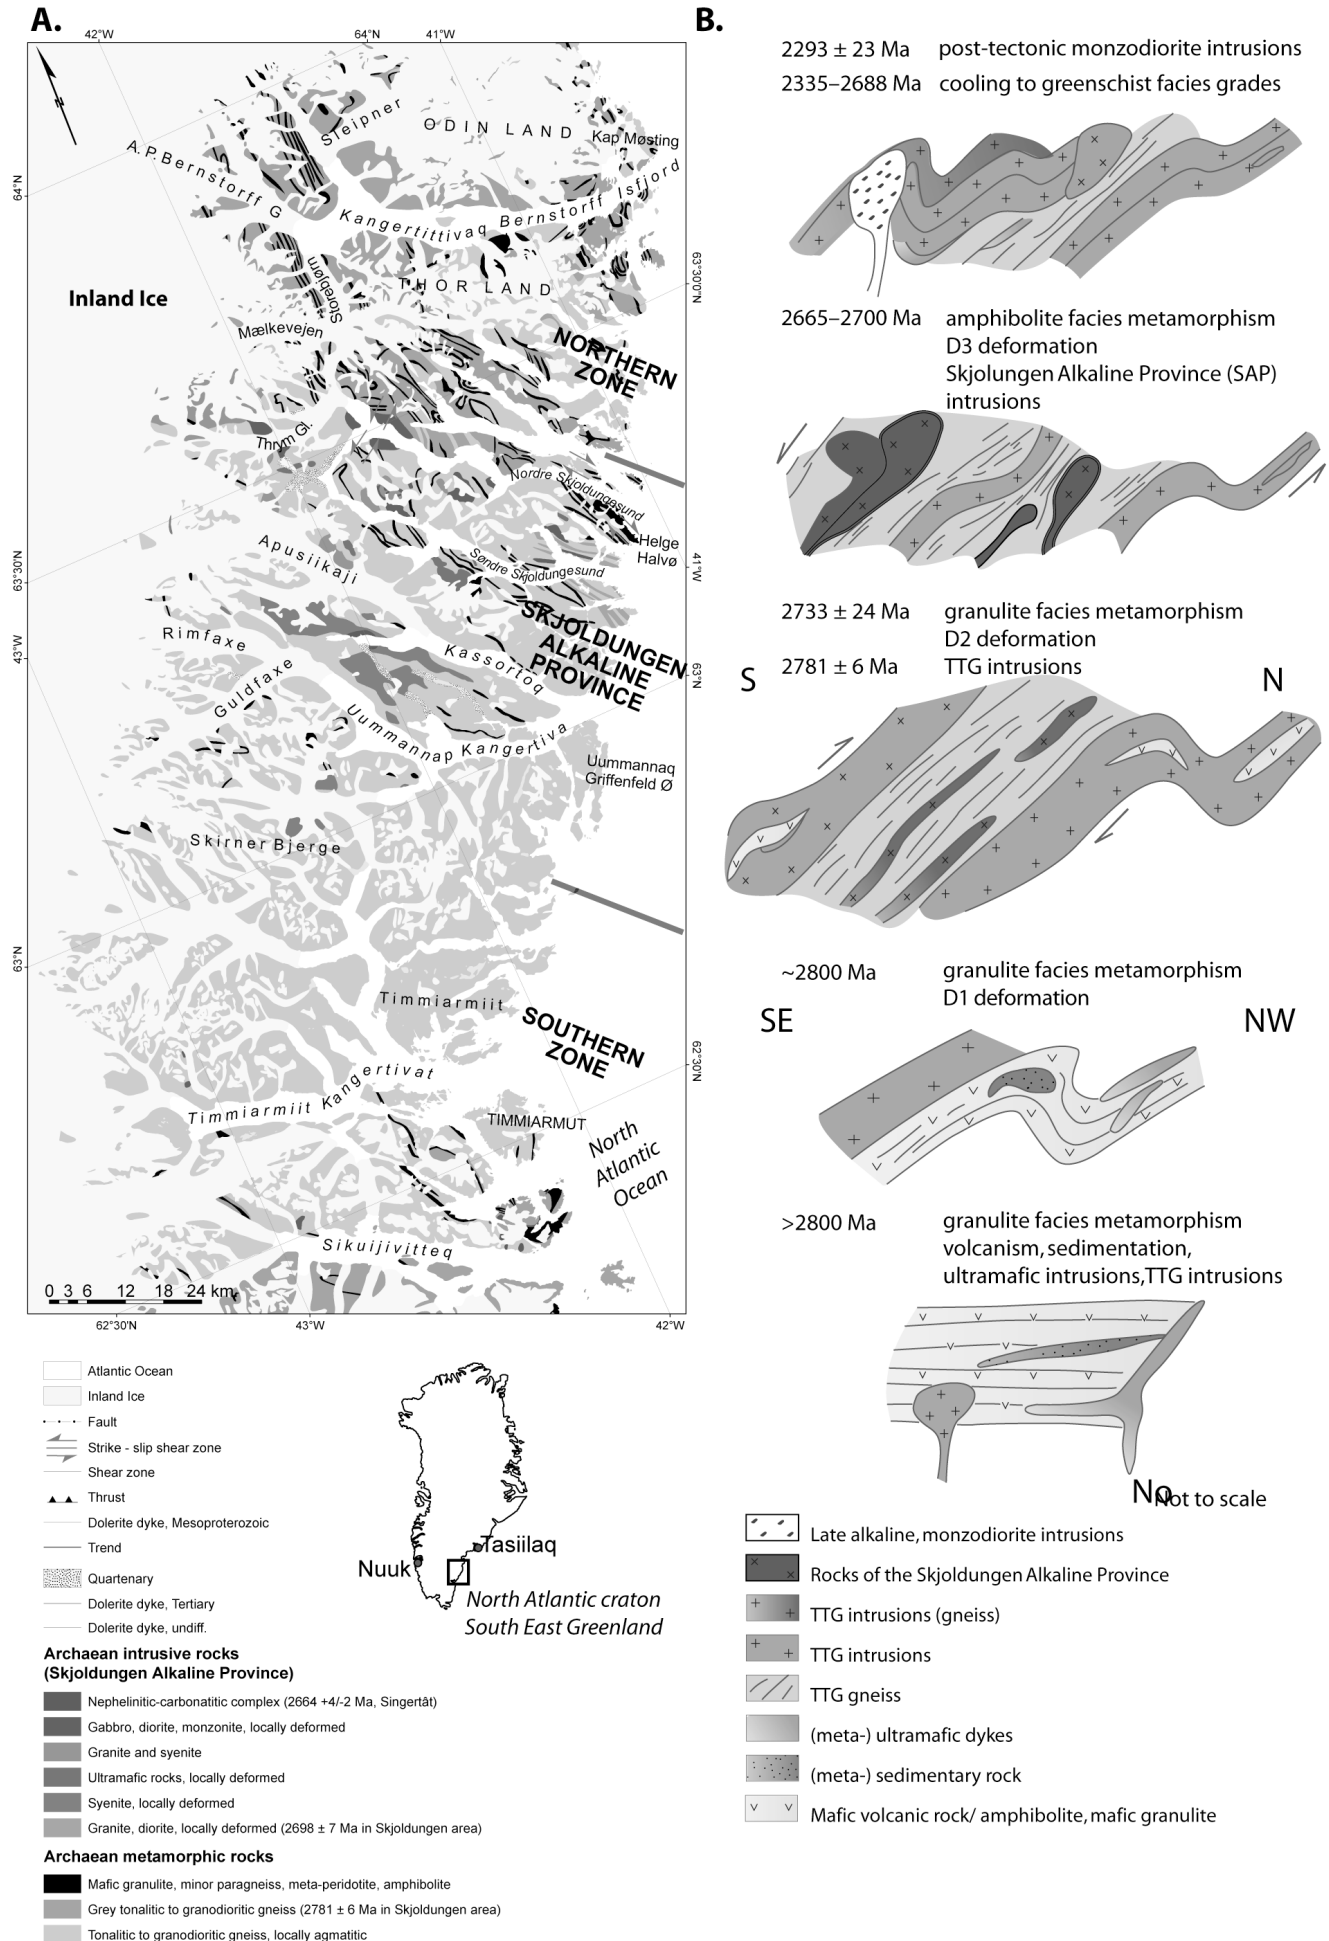 A.
42°W
64°N
41°W
N
64°N
63°30'0"N
63°30'N
41°W
43°W
63°N
63°N
62°30'N
62°30'N
43°W
42°W
Sleipner
ODIN LAND
Kap Møsting
A.P.Bernstorff G
Kangertittivaq Bernstorff Isfjord
Storebjørn
THOR LAND
Inland Ice
Mælkevejen
NORTHERN
ZONE
Thrym Gl.
Nordre Skjoldungesund
Helge
Halvø
Apusiikaji
Søndre Skjoldungesund
SKJOLDUNGEN
ALKALINE
PROVINCE
Rimfaxe
Kassortoq
Guldfaxe
Uummannap Kangertiva
Uummannaq
Griffenfeld Ø
Skirner Bjerge
Timmiarmiit
SOUTHERN
ZONE
Timmiarmiit Kangertivat
TIMMIARMUT
North
Atlantic
Ocean
Sikuijivitteq
0 3 6 12 18 24 km
Atlantic Ocean
Inland Ice
Fault
Strike - slip shear zone
Shear zone
Thrust
Dolerite dyke, Mesoproterozoic
Trend
Quartenary
Dolerite dyke, Tertiary
Dolerite dyke, undiff.
Archaean intrusive rocks
(Skjoldungen Alkaline Province)
Nephelinitic-carbonatitic complex (2664 +4/-2 Ma, Singertât)
Gabbro, diorite, monzonite, locally deformed
Granite and syenite
Ultramafic rocks, locally deformed
Syenite, locally deformed
Granite, diorite, locally deformed (2698 ± 7 Ma in Skjoldungen area)
Archaean metamorphic rocks
Mafic granulite, minor paragneiss, meta-peridotite, amphibolite
Grey tonalitic to granodioritic gneiss (2781 ± 6 Ma in Skjoldungen area)
Tonalitic to granodioritic gneiss, locally agmatitic
Nuuk
Tasiilaq
North Atlantic craton
South East Greenland
B.
2293 ± 23 Ma post-tectonic monzodiorite intrusions
2335–2688 Ma cooling to greenschist facies grades
2665–2700 Ma amphibolite facies metamorphism
D3 deformation
Skjolungen Alkaline Province (SAP)
intrusions
2733 ± 24 Ma granulite facies metamorphism
D2 deformation
2781 ± 6 Ma TTG intrusions
S N
~2800 Ma granulite facies metamorphism
D1 deformation
SE NW
>2800 Ma granulite facies metamorphism
volcanism, sedimentation,
ultramafic intrusions, TTG intrusions
No
Not to scale
Late alkaline, monzodiorite intrusions
Rocks of the Skjoldungen Alkaline Province
TTG intrusions (gneiss)
TTG intrusions
TTG gneiss
(meta-) ultramafic dykes
(meta-) sedimentary rock
Mafic volcanic rock/ amphibolite, mafic granulite